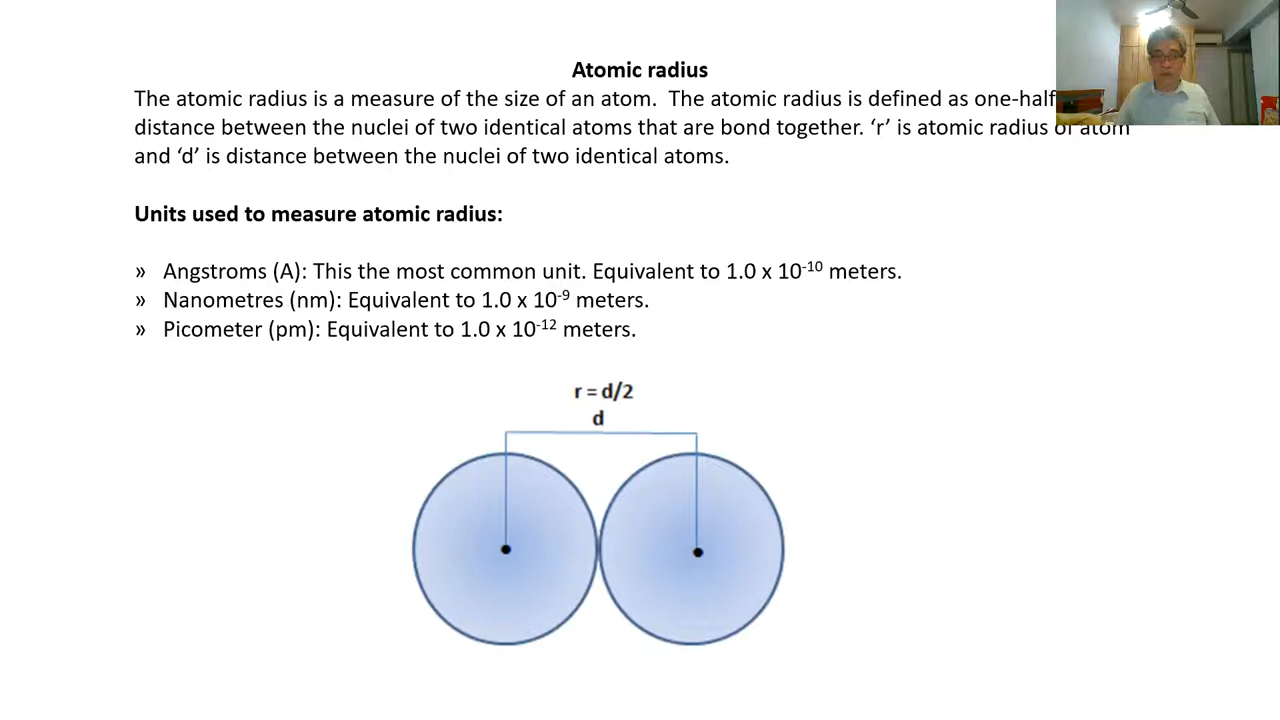 Atomic radius
The atomic radius is a measure of the size of an atom.  The atomic radius is defined as one-half
distance between the nuclei of two identical atoms that are bond together. ‘r’ is atomic radius of atom
and ‘d’ is distance between the nuclei of two identical atoms.
Units used to measure atomic radius:
» Angstroms (A): This the most common unit. Equivalent to 1.0 x 10⁻¹⁰ meters.
» Nanometres (nm): Equivalent to 1.0 x 10⁻⁹ meters.
» Picometer (pm): Equivalent to 1.0 x 10⁻¹² meters.
r = d/2
d